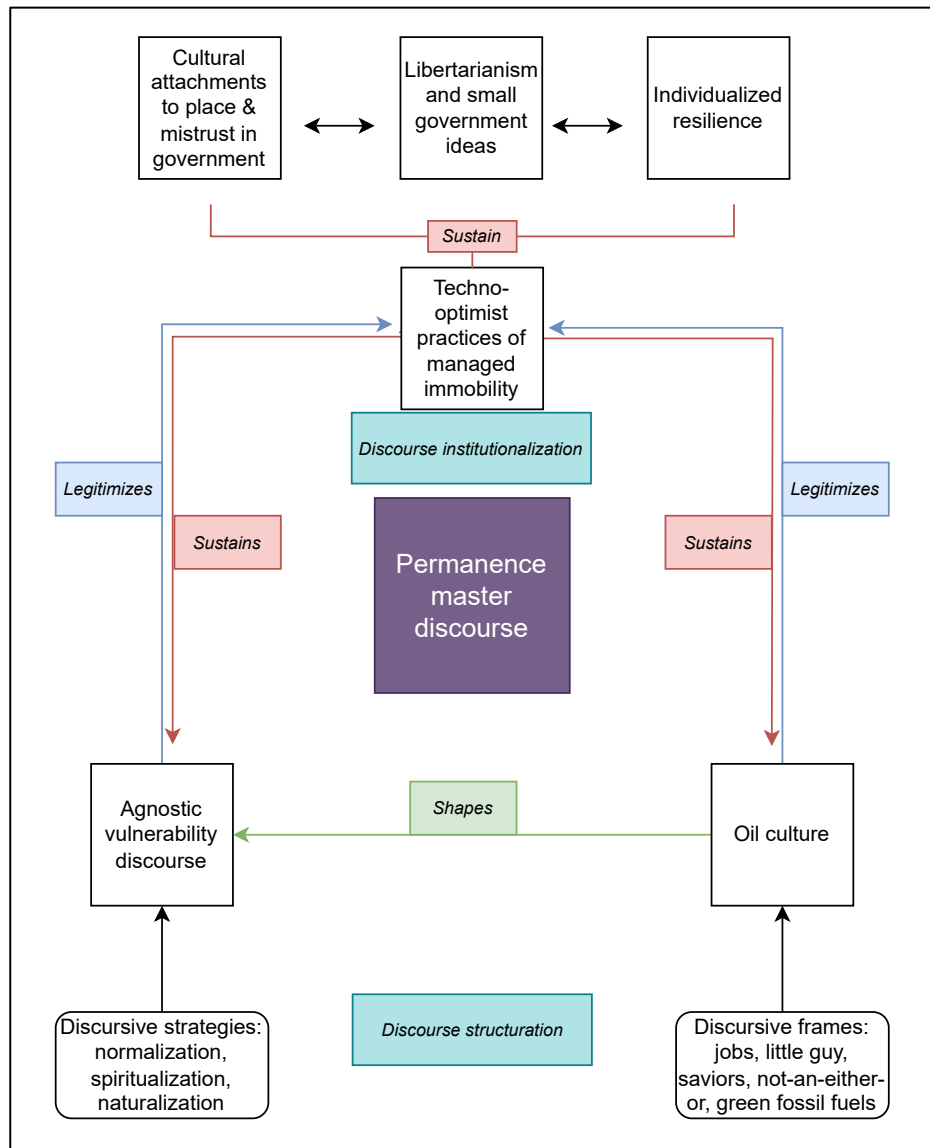 Cultural
attachments
to place &
mistrust in
government
Libertarianism
and small
government
ideas
Individualized
resilience
Sustain
Techno-
optimist
practices of
managed
immobility
Discourse institutionalization
Legitimizes
Legitimizes
Sustains
Sustains
Permanence
master
discourse
Agnostic
vulnerability
discourse
Shapes
Oil culture
Discursive strategies:
normalization,
spiritualization,
naturalization
Discourse structuration
Discursive frames:
jobs, little guy,
saviors, not-an-either-
or, green fossil fuels